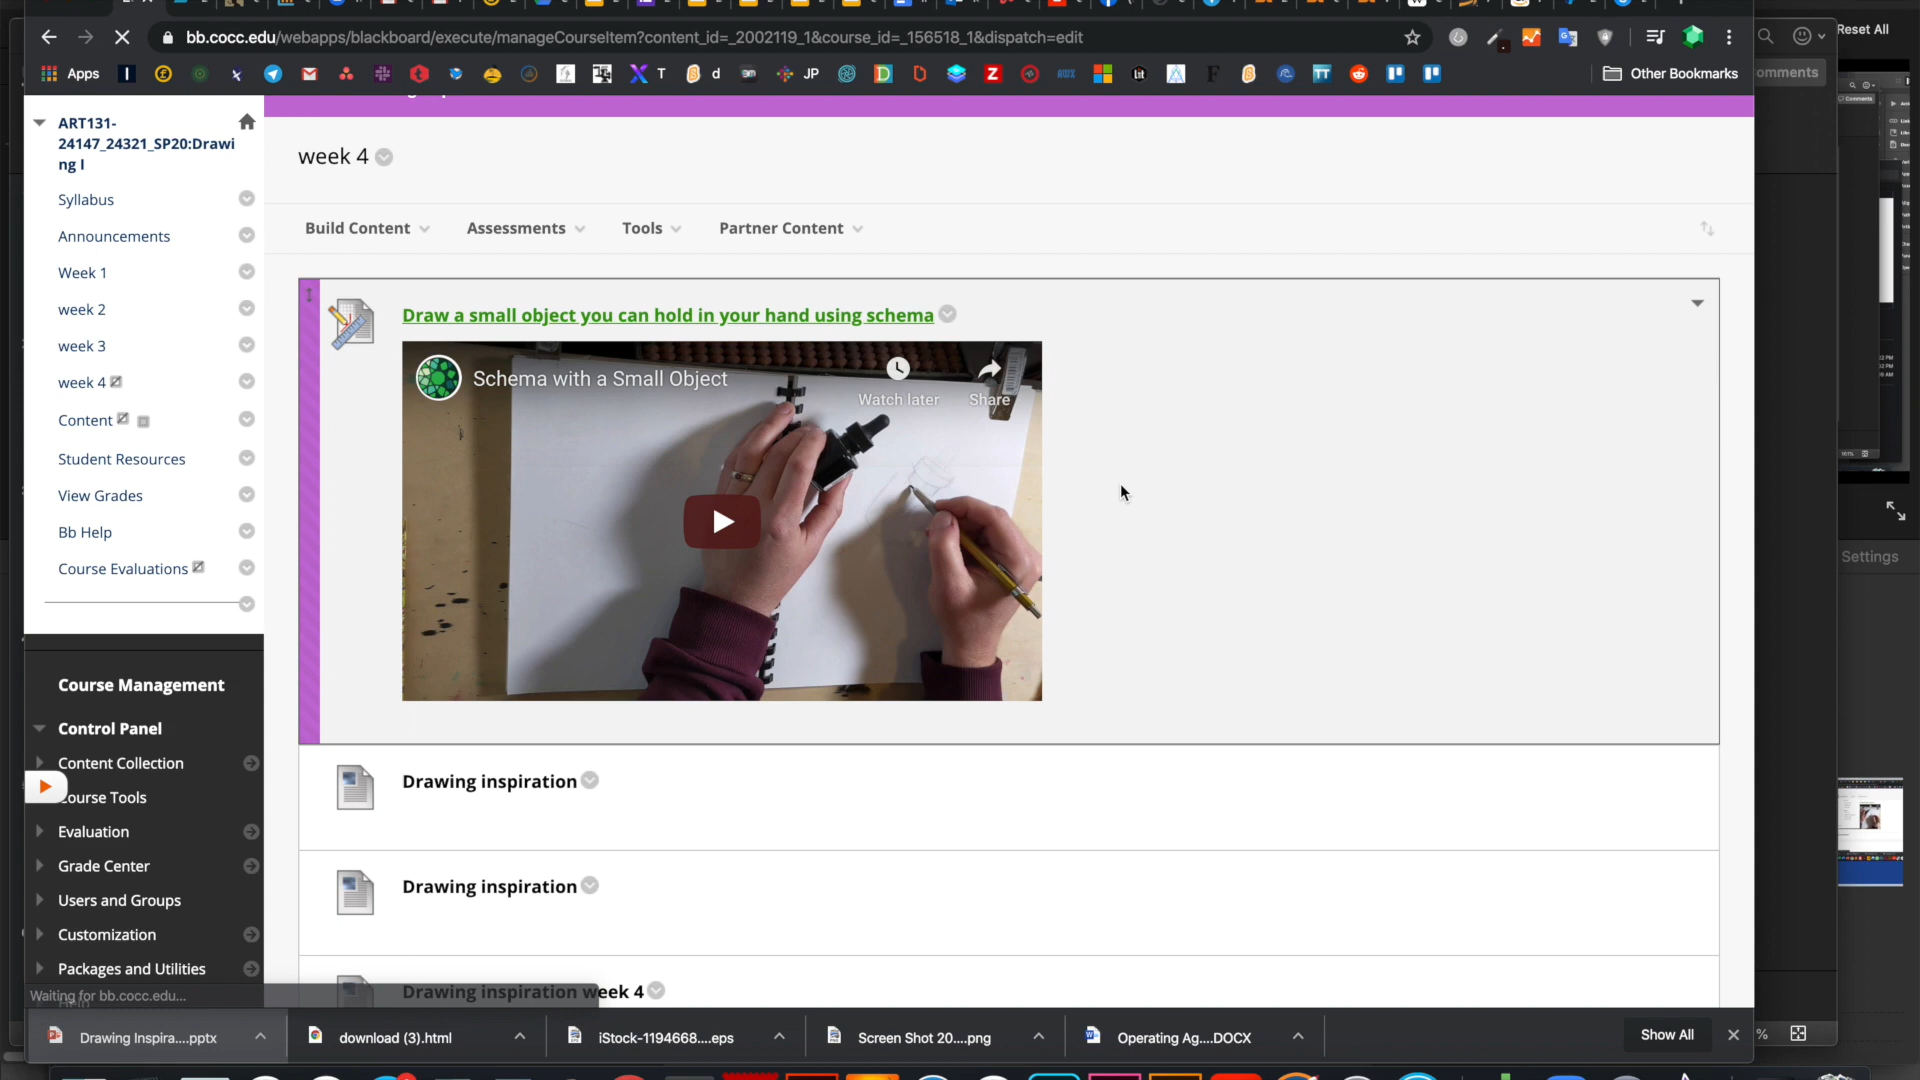 bb.cocc.edu/webapps/blackboard/execute/manageCourseItem?content_id=_2002119_1&course_id=_156518_1&dispatch=edit
Reset All
Apps
T
d
JP
Other Bookmarks
omments
ART131-
24147_24321_SP20:Drawi
ng I
Syllabus
Announcements
Week 1
week 2
week 3
week 4
Content
Student Resources
View Grades
Bb Help
Course Evaluations
Course Management
Control Panel
Content Collection
ourse Tools
Evaluation
Grade Center
Users and Groups
Customization
Packages and Utilities
Help
Waiting for bb.cocc.edu...
week 4
Build Content
Assessments
Tools
Partner Content
Draw a small object you can hold in your hand using schema
Schema with a Small Object
Watch later
Share
Drawing inspiration
Drawing inspiration
Drawing inspiration week 4
Settings
Drawing Inspira....pptx
download (3).html
iStock-1194668....eps
Screen Shot 20....png
Operating Ag....DOCX
Show All
%